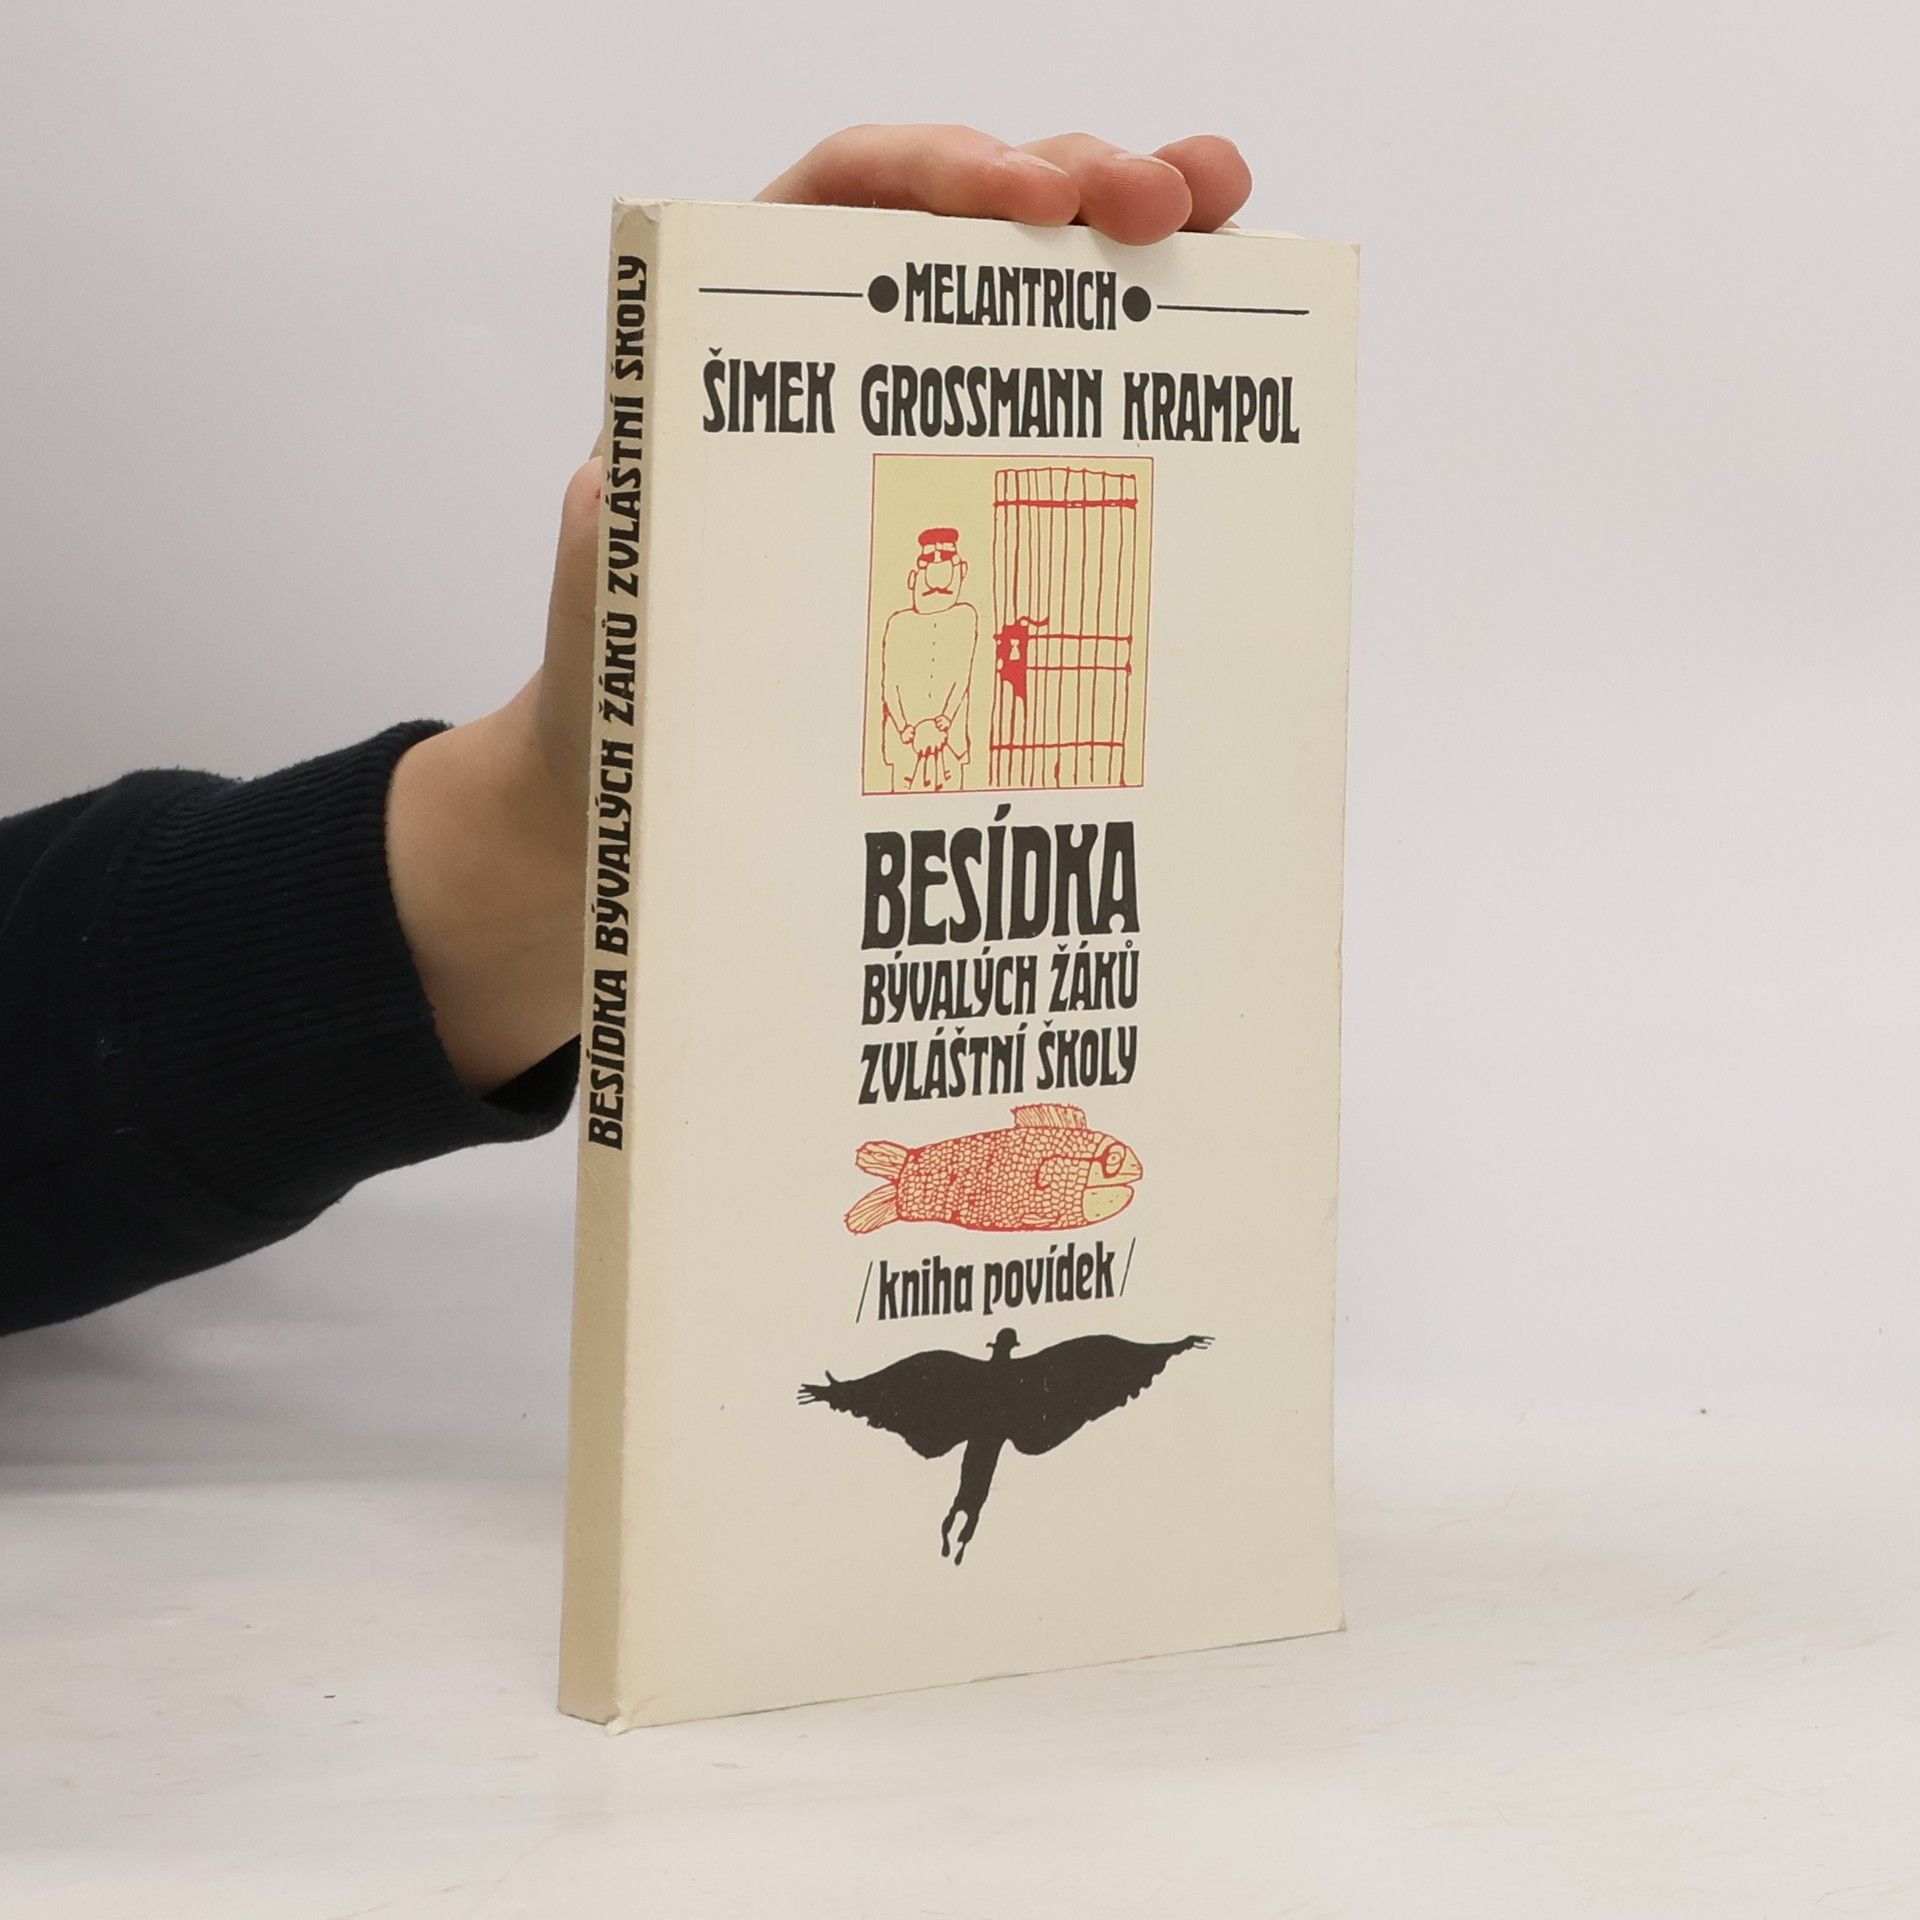 BESÍDKA BÝVALÝCH ŽÁKŮ ZVLÁŠTNÍ ŠKOLY
MELANTRICH
ŠIMEK GROSSMANN KRAMPOL
BESÍDKA
BÝVALÝCH ŽÁKŮ
ZVLÁŠTNÍ ŠKOLY
/kniha povídek/